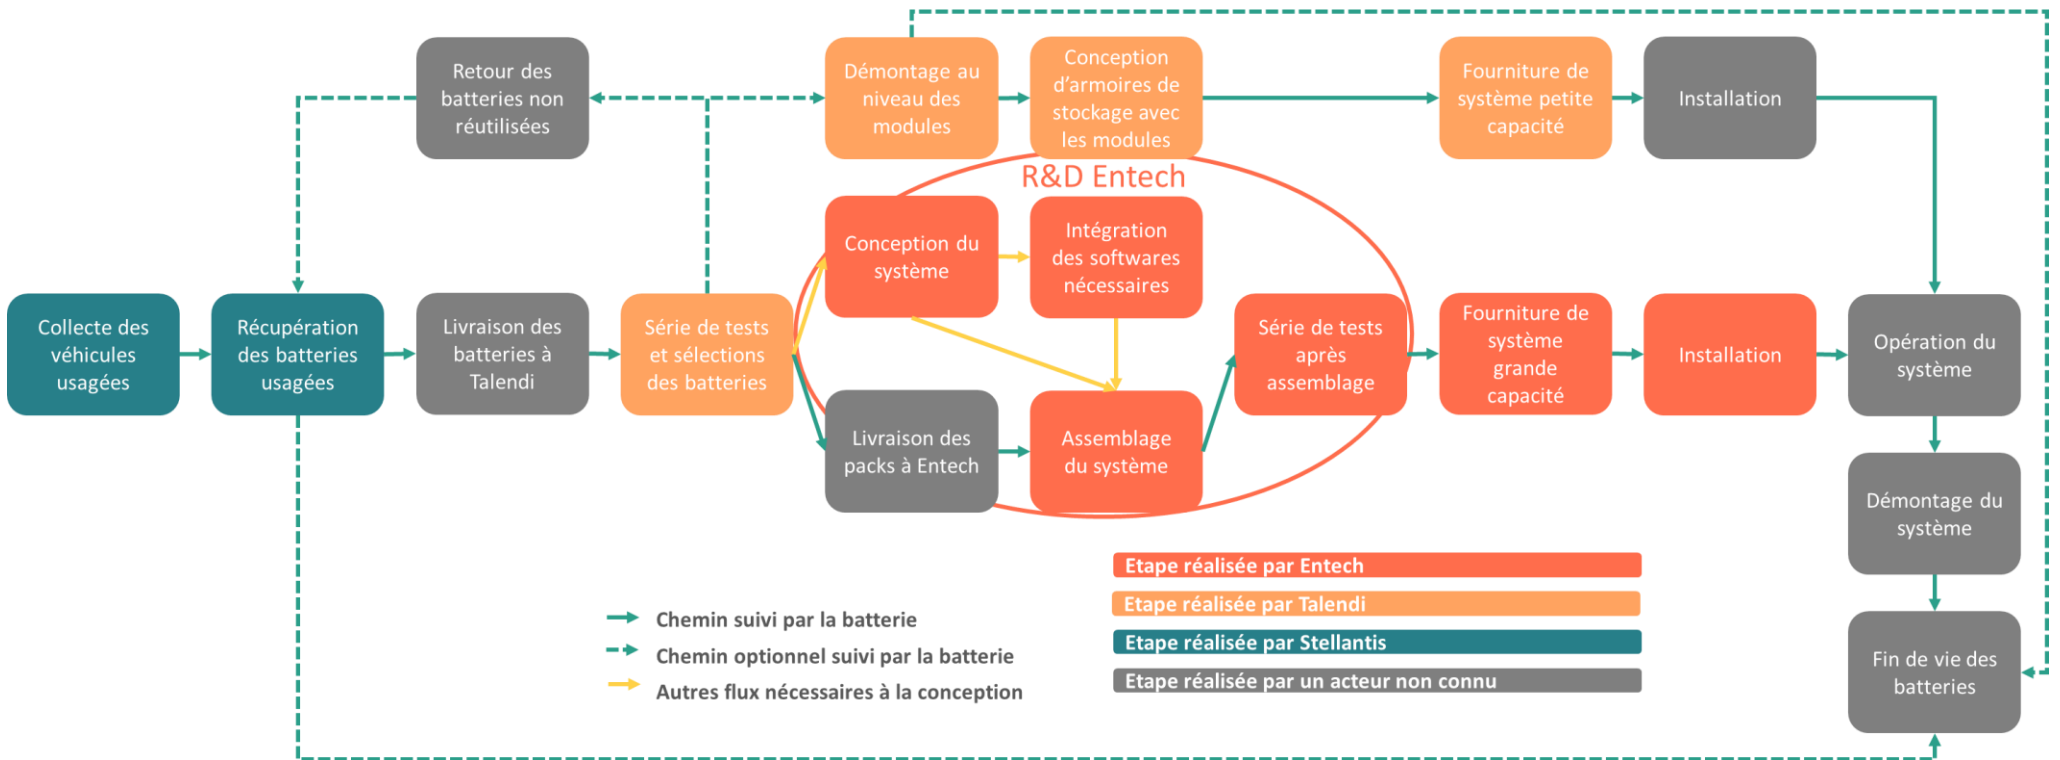 Retour des
batteries non
réutilisées
Démontage au
niveau des
modules
Conception
d'armoires de
stockage avec
les modules
Fourniture de
système petite
capacité
Installation
R&D Entech
Conception du
système
Intégration
des softwares
nécessaires
Collecte des
véhicules
usagées
Récupération
des batteries
usagées
Livraison des
batteries à
Talendi
Série de tests
et sélections
des batteries
Série de tests
après
assemblage
Fourniture de
système
grande
capacité
Installation
Opération du
système
Livraison des
packs à Entech
Assemblage
du système
Démontage du
système
Fin de vie des
batteries
Chemin suivi par la batterie
Chemin optionnel suivi par la batterie
Autres flux nécessaires à la conception
Etape réalisée par Entech
Etape réalisée par Talendi
Etape réalisée par Stellantis
Etape réalisée par un acteur non connu